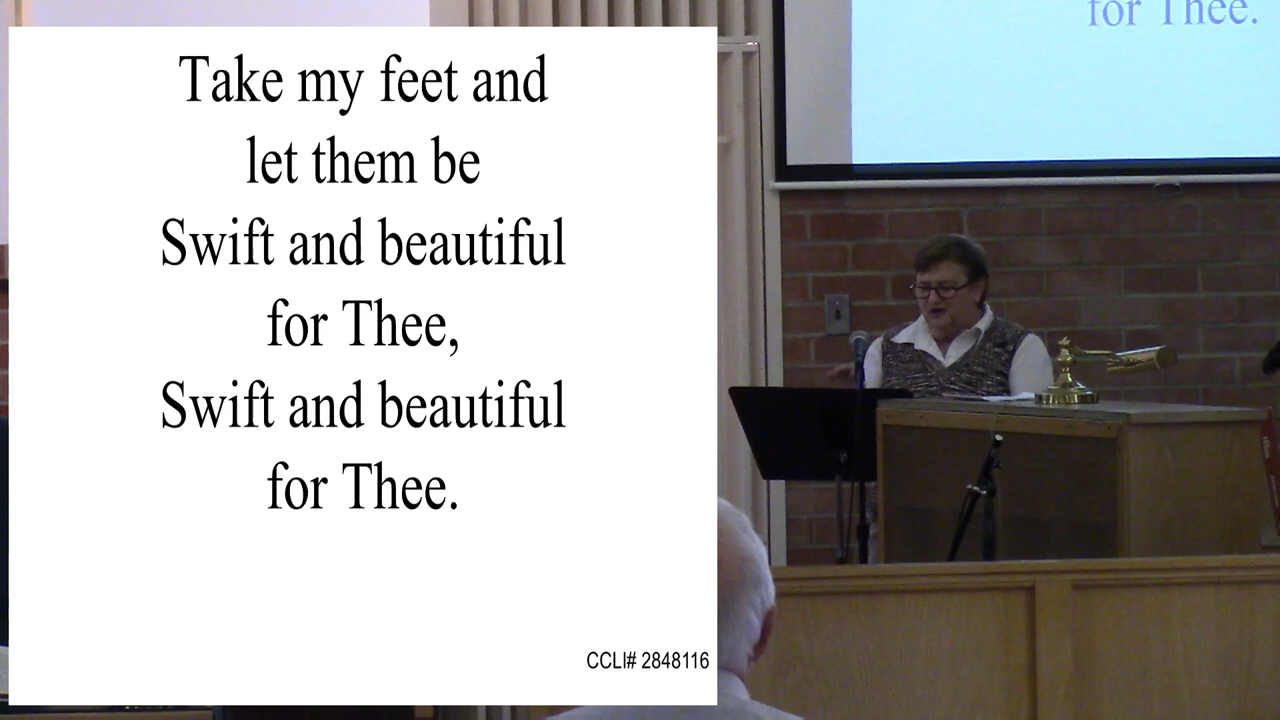 Take my feet and
let them be
Swift and beautiful
for Thee,
Swift and beautiful
for Thee.
CCLI# 2848116
for Thee.